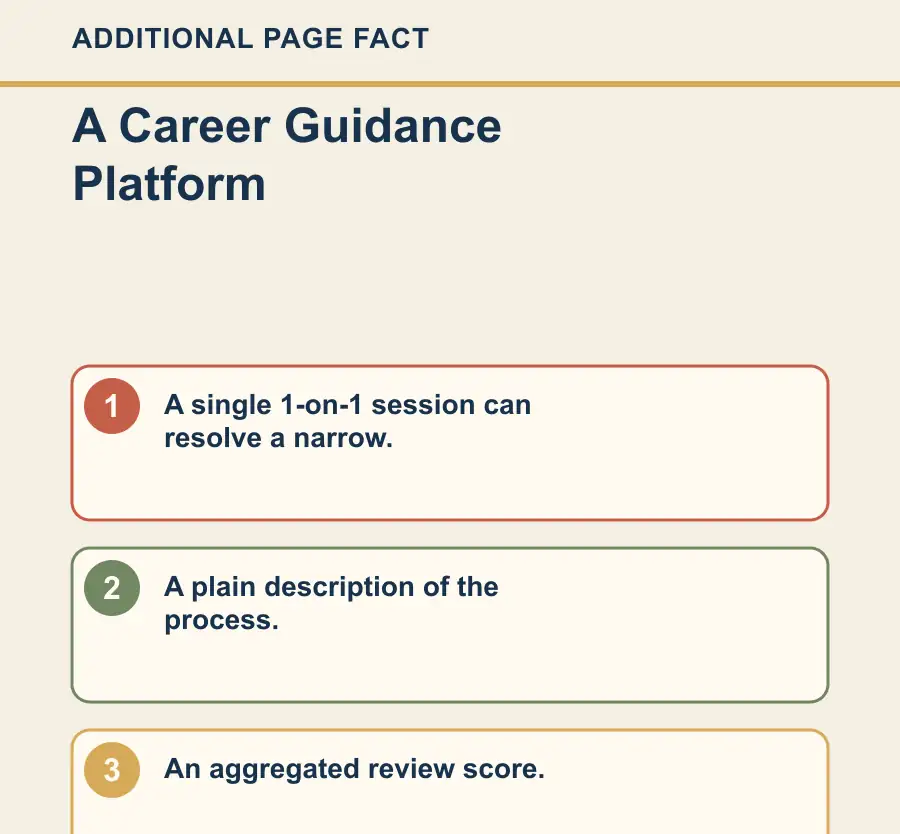 ADDITIONAL PAGE FACT
A Career Guidance
Platform
1
A single 1-on-1 session can
resolve a narrow.
2
A plain description of the
process.
3
An aggregated review score.